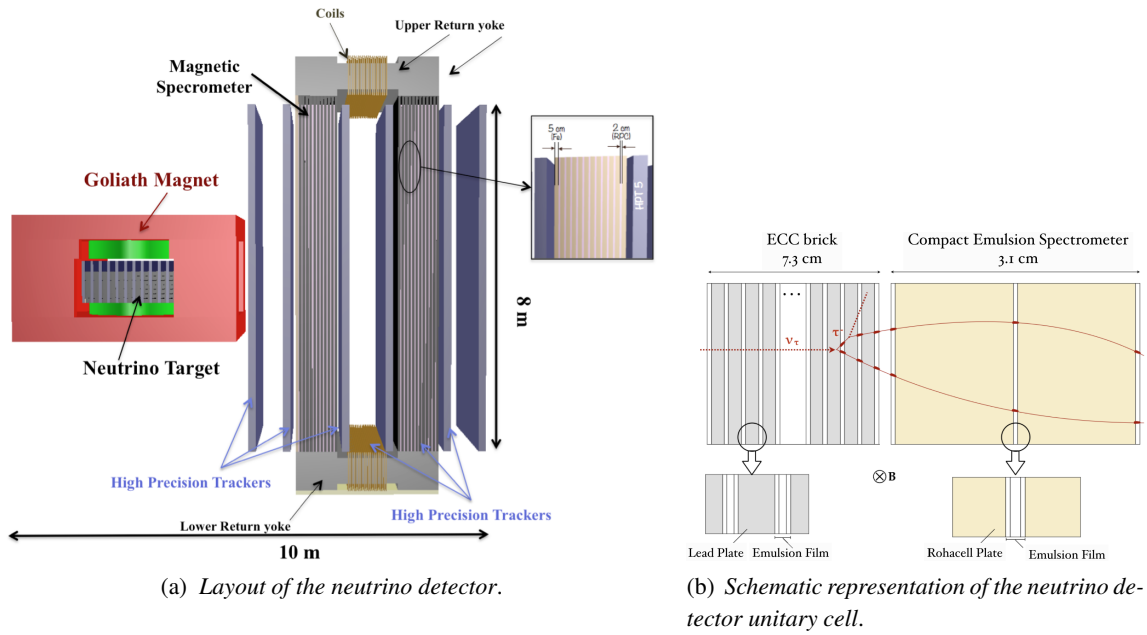 Coils
Upper Return yoke
Magnetic
Specrometer
5 cm
(Fe)
2 cm
(RPC)
HPT 5
Goliath Magnet
8 m
Neutrino Target
High Precision Trackers
High Precision Trackers
Lower Return yoke
10 m
(a) Layout of the neutrino detector.
ECC brick
7.3 cm
Compact Emulsion Spectrometer
3.1 cm
...
ντ
τ-
B
Lead Plate
Emulsion Film
Rohacell Plate
Emulsion Film
(b) Schematic representation of the neutrino de-
tector unitary cell.